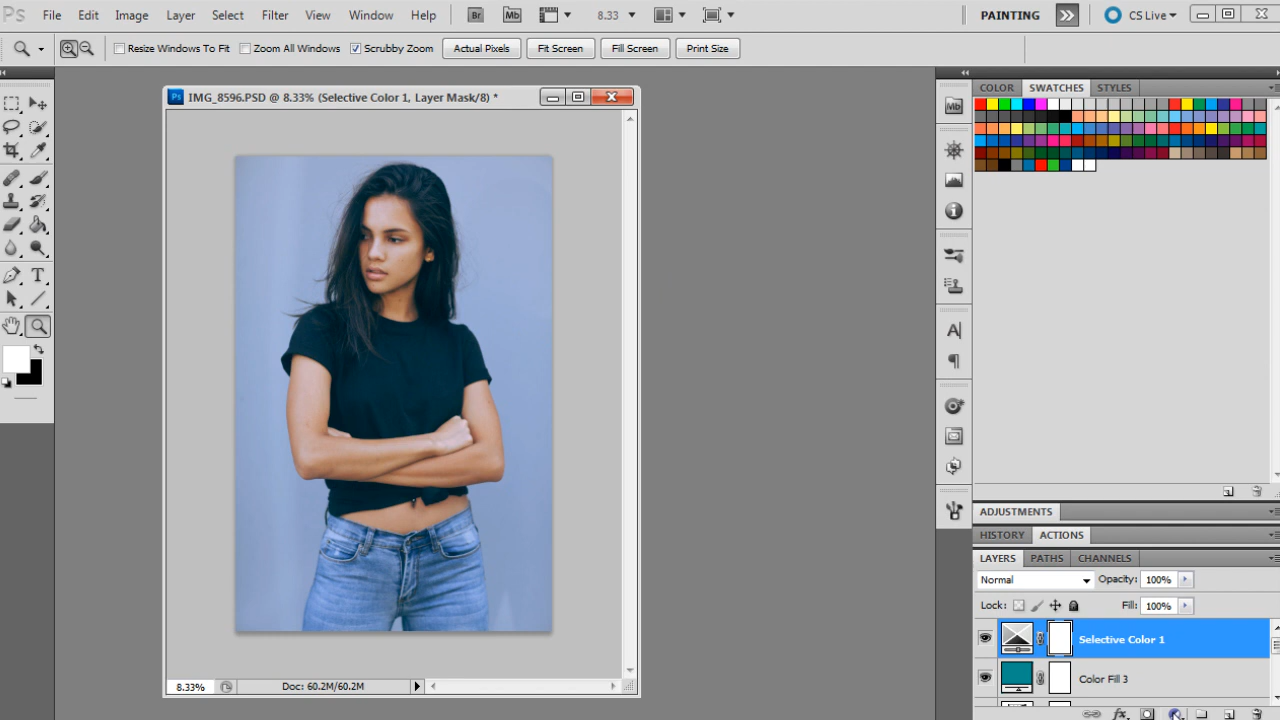 Ps File Edit Image Layer Select Filter View Window Help Br Mb 8.33 PAINTING CS Live
Resize Windows To Fit Zoom All Windows Scrubby Zoom Actual Pixels Fit Screen Fill Screen Print Size
Ps IMG_8596.PSD @ 8.33% (Selective Color 1, Layer Mask/8) *
8.33% Doc: 60.2M/60.2M
Mb COLOR SWATCHES STYLES
ADJUSTMENTS
HISTORY ACTIONS
LAYERS PATHS CHANNELS
Normal Opacity: 100%
Lock: Fill: 100%
Selective Color 1
Color Fill 3